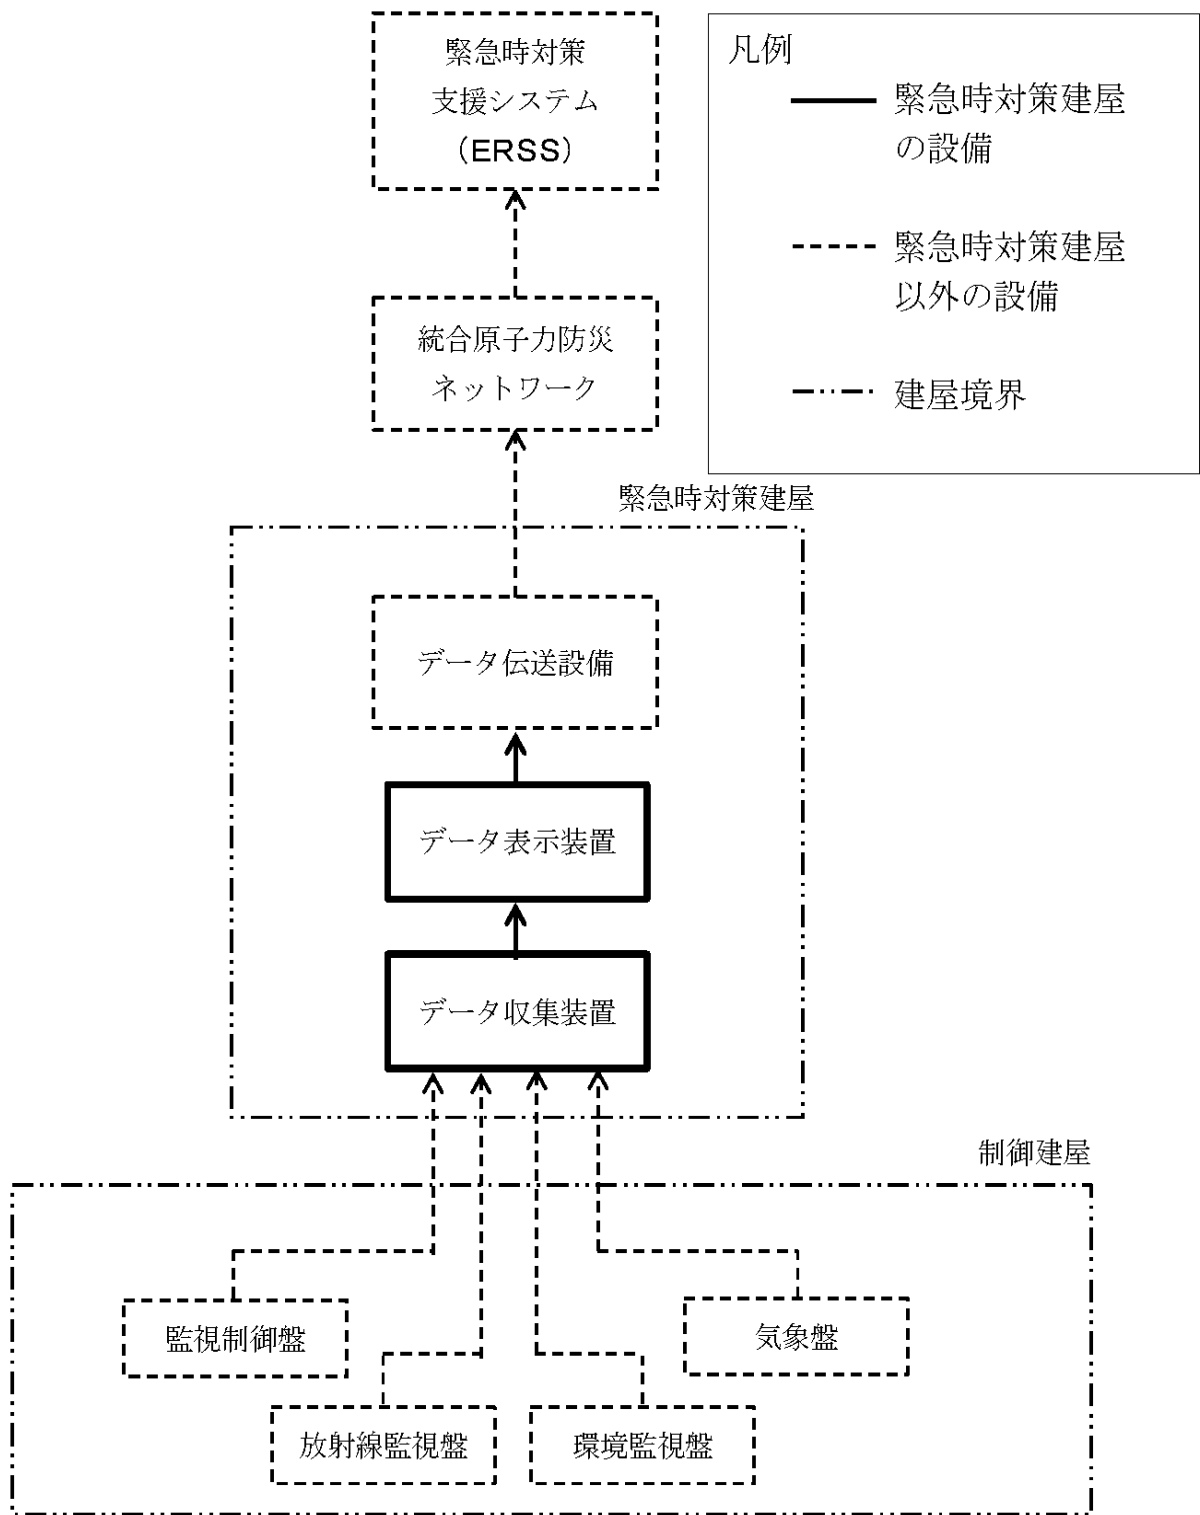 緊急時対策
支援システム
（ERSS）
凡例
緊急時対策建屋
の設備
緊急時対策建屋
以外の設備
建屋境界
統合原子力防災
ネットワーク
緊急時対策建屋
データ伝送設備
データ表示装置
データ収集装置
制御建屋
監視制御盤
気象盤
放射線監視盤
環境監視盤